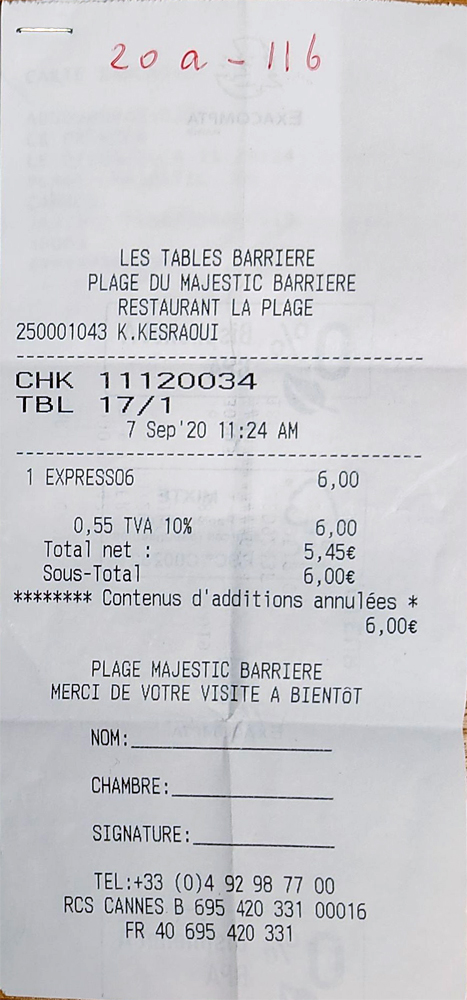 20 a - 116
LES TABLES BARRIERE
PLAGE DU MAJESTIC BARRIERE
RESTAURANT LA PLAGE
250001043 K.KESRAOUI
CHK 11120034
TBL 17/1
7 Sep'20 11:24 AM
1 EXPRESSO6 6,00
0,55 TVA 10% 6,00
Total net : 5,45€
Sous-Total 6,00€
******** Contenus d'additions annulées *
6,00€
PLAGE MAJESTIC BARRIERE
MERCI DE VOTRE VISITE A BIENTôT
NOM:
CHAMBRE:
SIGNATURE:
TEL:+33 (0)4 92 98 77 00
RCS CANNES B 695 420 331 00016
FR 40 695 420 331